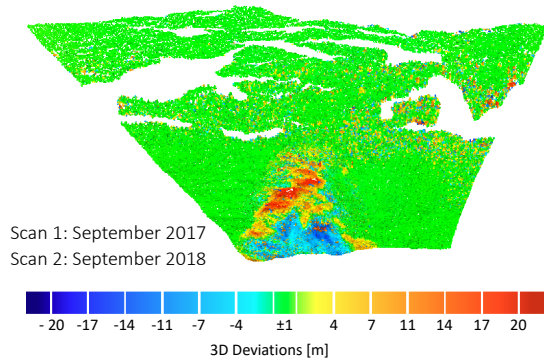 Scan 1: September 2017
Scan 2: September 2018
- 20 -17 -14 -11 -7 -4 ±1 4 7 11 14 17 20
3D Deviations [m]